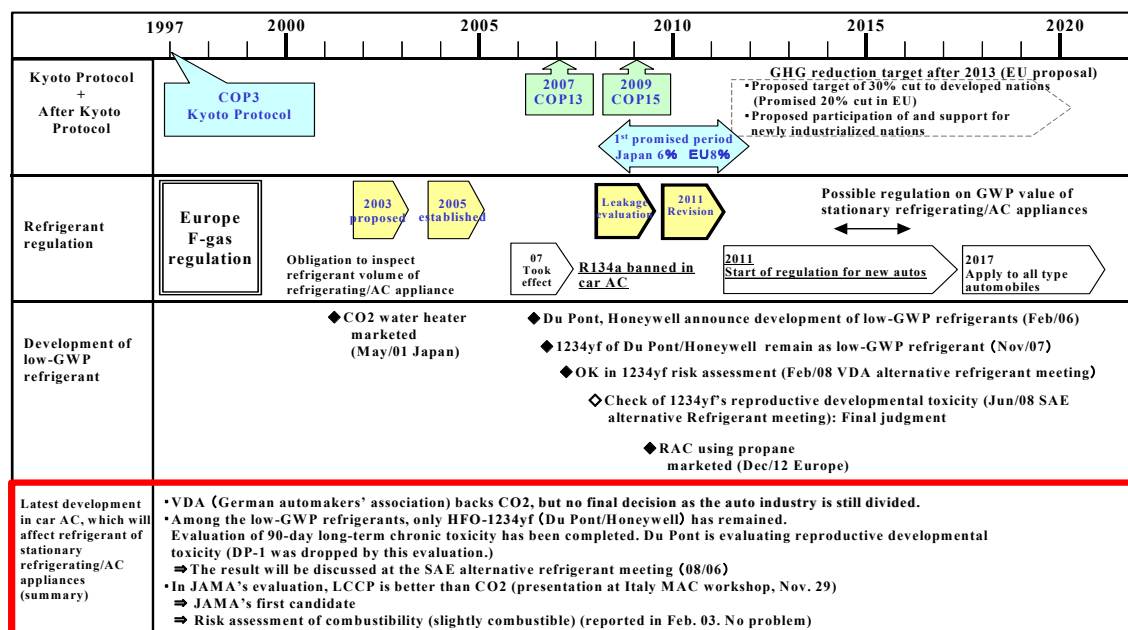 1997 2000 2005 2010 2015 2020
Kyoto Protocol
+
After Kyoto
Protocol
COP3
Kyoto Protocol
2007
COP13
2009
COP15
1st promised period
Japan 6% EU8%
GHG reduction target after 2013 (EU proposal)
・Proposed target of 30% cut to developed nations
(Promised 20% cut in EU)
・Proposed participation of and support for
newly industrialized nations
Refrigerant
regulation
Europe
F-gas
regulation
2003
proposed
2005
established
Leakage
evaluation
2011
Revision
Possible regulation on GWP value of
stationary refrigerating/AC appliances
Obligation to inspect
refrigerant volume of
refrigerating/AC appliance
07
Took
effect
R134a banned in
car AC
2011
Start of regulation for new autos
2017
Apply to all type
automobiles
Development of
low-GWP
refrigerant
◆CO2 water heater
marketed
(May/01 Japan)
◆Du Pont, Honeywell announce development of low-GWP refrigerants (Feb/06)
◆1234yf of Du Pont/Honeywell remain as low-GWP refrigerant (Nov/07)
◆OK in 1234yf risk assessment (Feb/08 VDA alternative refrigerant meeting)
◇Check of 1234yf's reproductive developmental toxicity (Jun/08 SAE
alternative Refrigerant meeting): Final judgment
◆RAC using propane
marketed (Dec/12 Europe)
Latest development
in car AC, which will
affect refrigerant of
stationary
refrigerating/AC
appliances
(summary)
・VDA (German automakers' association) backs CO2, but no final decision as the auto industry is still divided.
・Among the low-GWP refrigerants, only HFO-1234yf (Du Pont/Honeywell) has remained.
Evaluation of 90-day long-term chronic toxicity has been completed. Du Pont is evaluating reproductive developmental
toxicity (DP-1 was dropped by this evaluation.)
⇒The result will be discussed at the SAE alternative refrigerant meeting (08/06)
・In JAMA's evaluation, LCCP is better than CO2 (presentation at Italy MAC workshop, Nov. 29)
⇒ JAMA's first candidate
⇒ Risk assessment of combustibility (slightly combustible) (reported in Feb. 03. No problem)